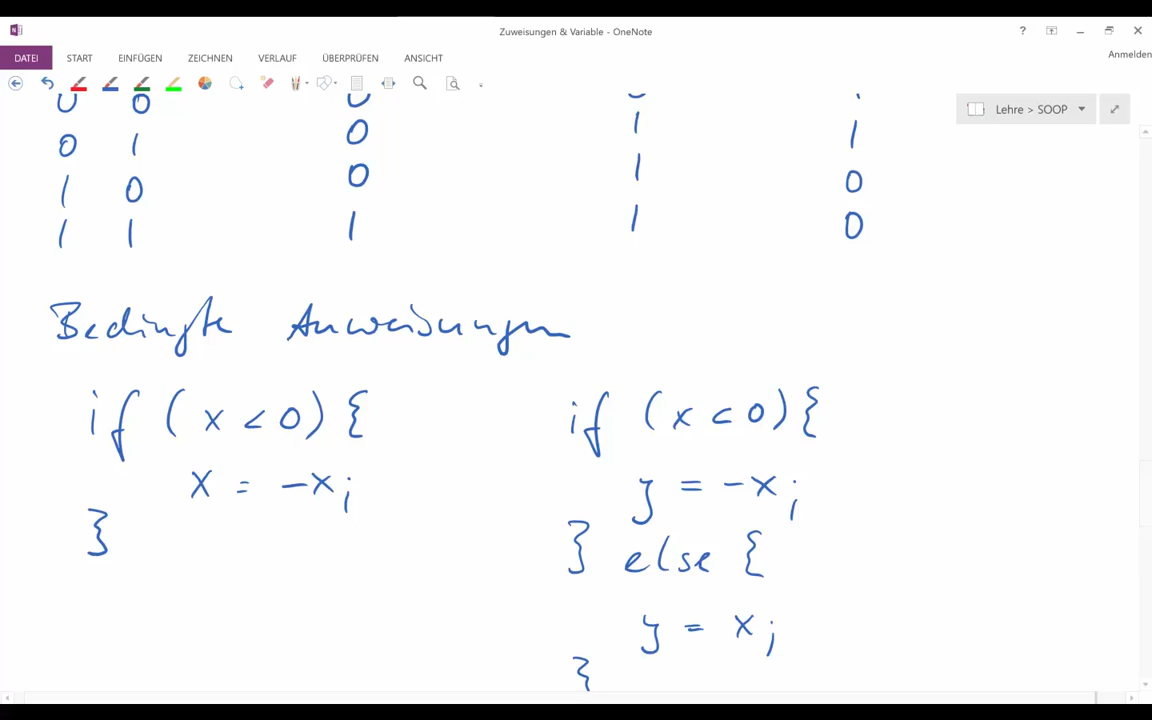 Zuweisungen & Variable - OneNote
?
DATEI START EINFÜGEN ZEICHNEN VERLAUF ÜBERPRÜFEN ANSICHT
Anmelden
Lehre > SOOP
0 0 0
0 1 0 1 1
1 0 0 1 0
1 1 1 1 0
Bedingte Anweisungen
if (x < 0) {
x = -x;
}
if (x < 0) {
y = -x;
} else {
y = x;
}